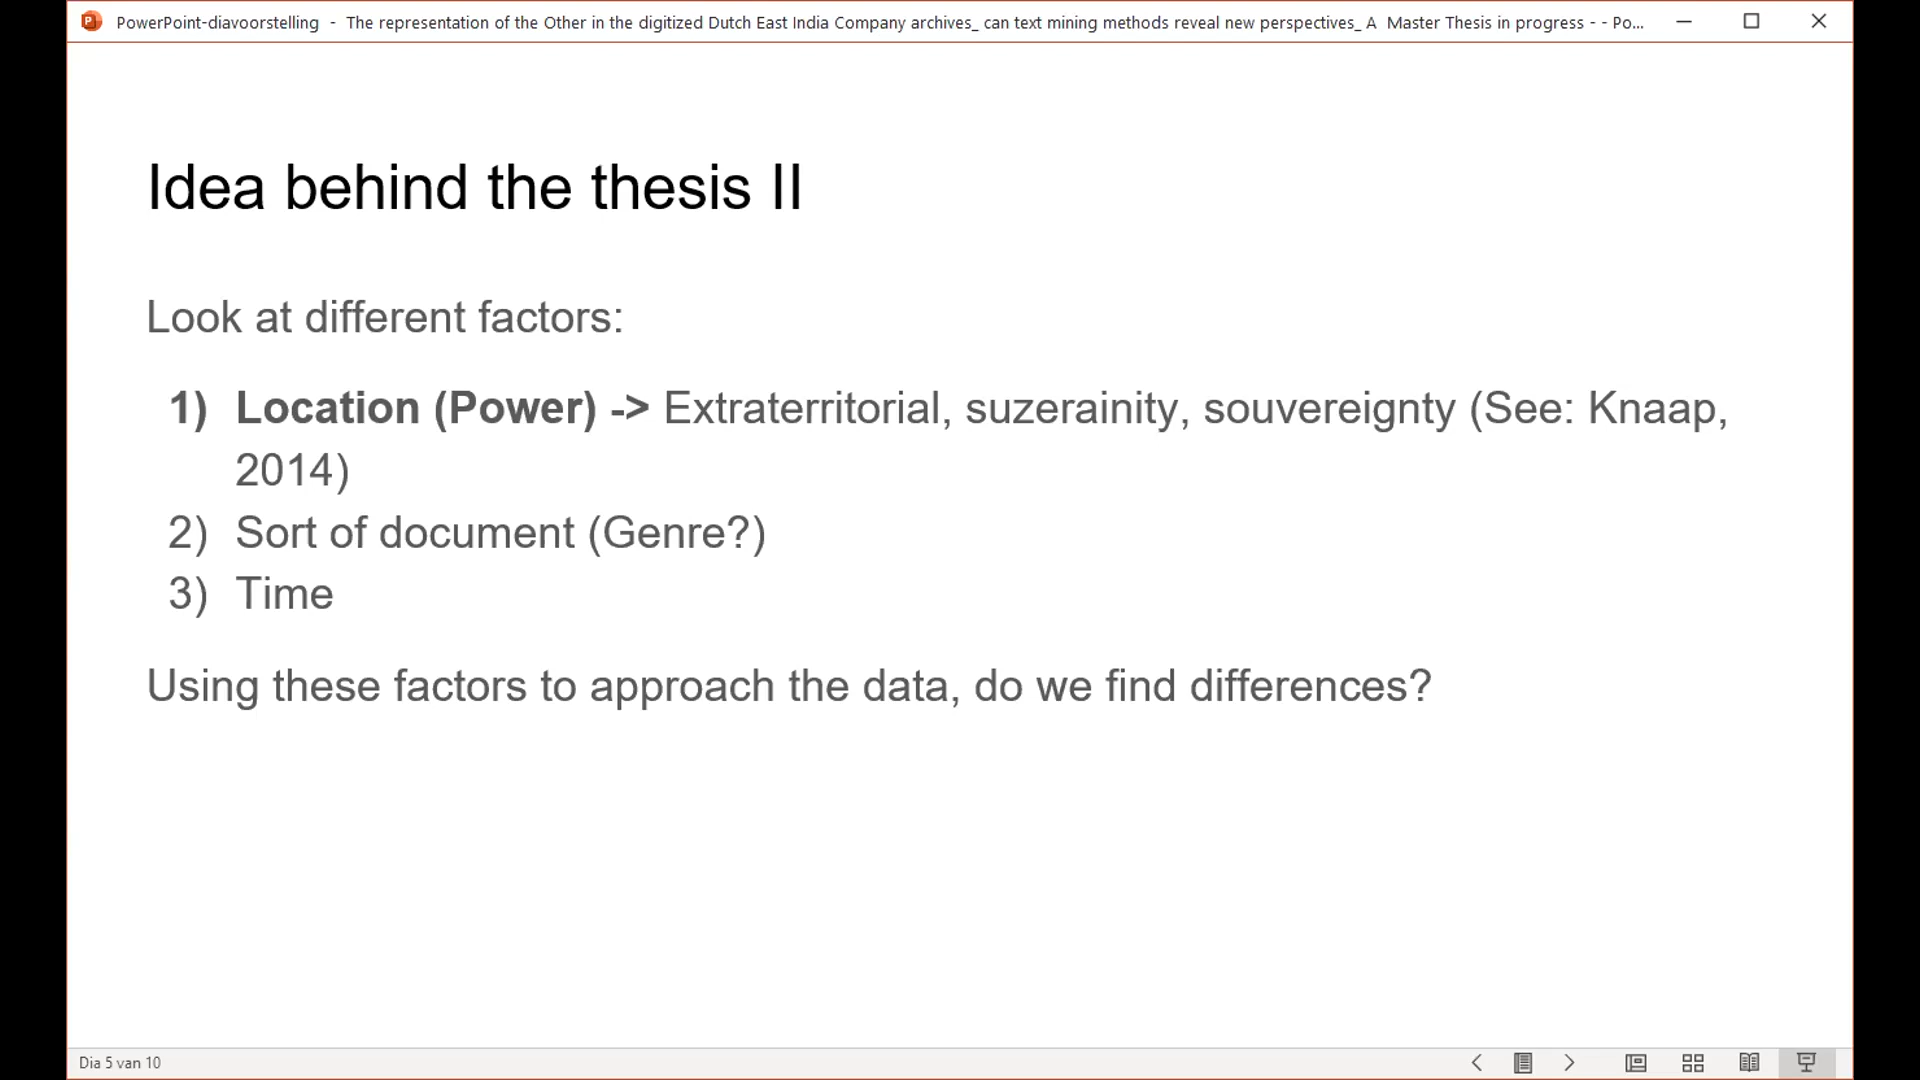 PowerPoint-diavoorstelling - The representation of the Other in the digitized Dutch East India Company archives_ can text mining methods reveal new perspectives_ A Master Thesis in progress - - Po...
Idea behind the thesis II
Look at different factors:
1) Location (Power) -> Extraterritorial, suzerainity, souvereignty (See: Knaap,
2014)
2) Sort of document (Genre?)
3) Time
Using these factors to approach the data, do we find differences?
Dia 5 van 10